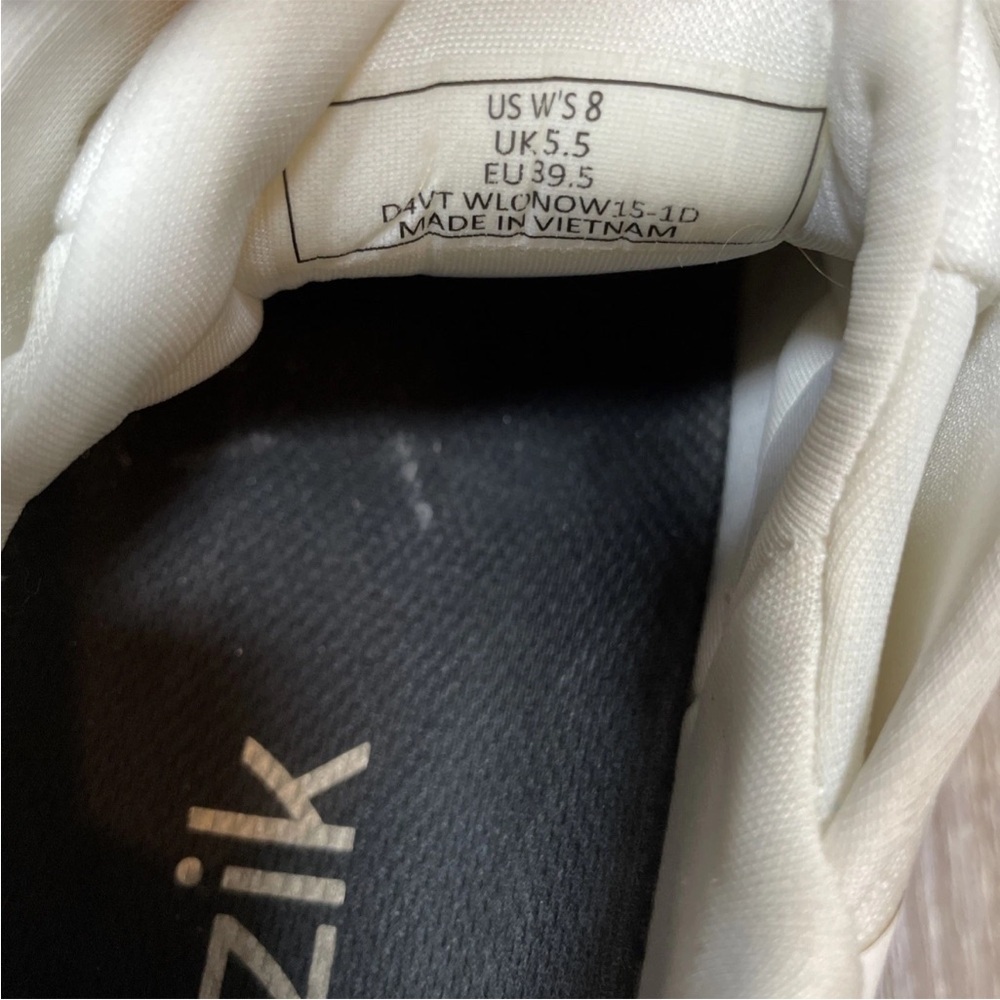 US W'S 8
UK 5.5
EU 39.5
D4VT WLONOW15-1D
MADE IN VIETNAM
zik